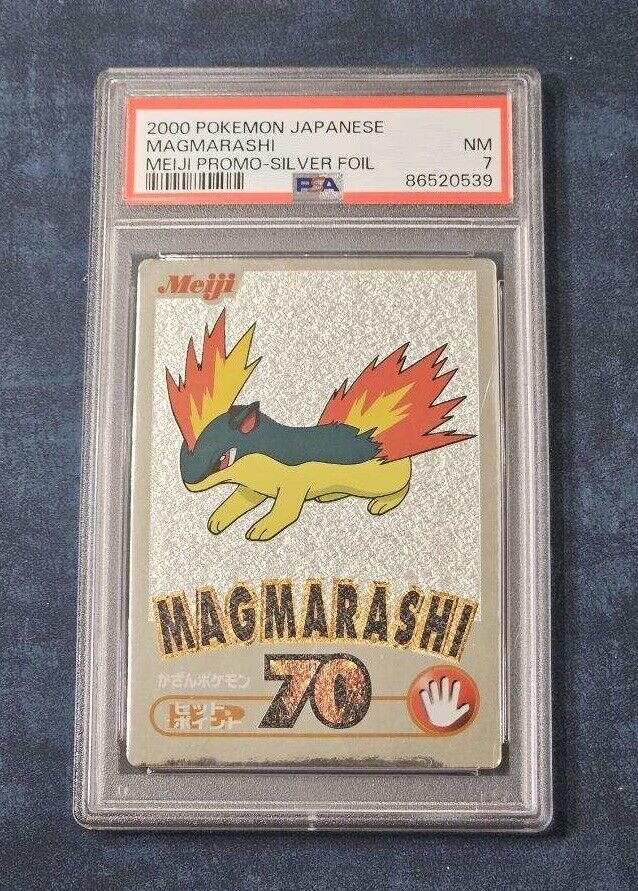 2000 POKEMON JAPANESE
MAGMARASHI NM
MEIJI PROMO-SILVER FOIL 7
PSA 86520539
Meiji
MAGMARASHI
かざんポケモン
70
ヒット
ポイント